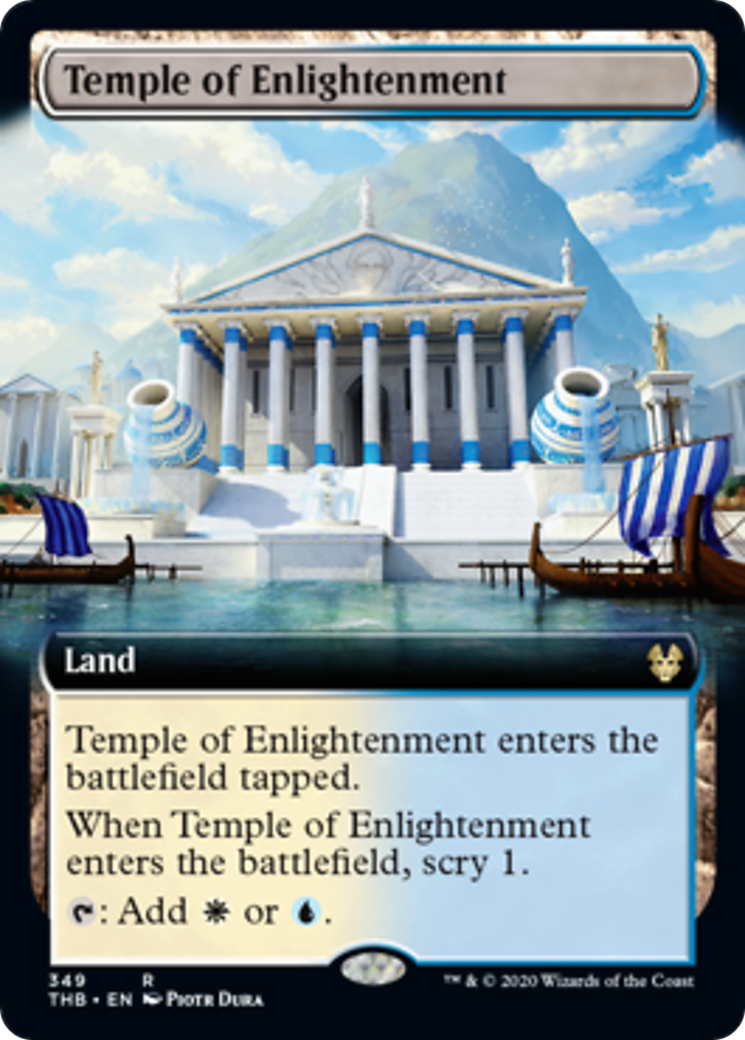 Temple of Enlightenment
Land
Temple of Enlightenment enters the
battlefield tapped.
When Temple of Enlightenment
enters the battlefield, scry 1.
: Add or .
349 R
THB • EN Piotr Dura
™ & © 2020 Wizards of the Coast